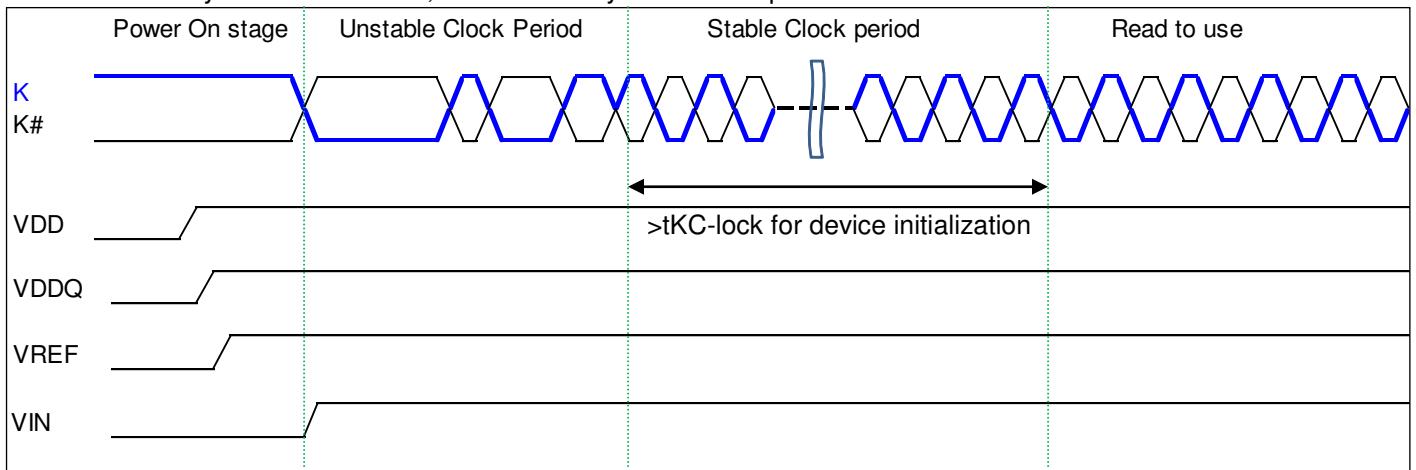 Power On stage
Unstable Clock Period
Stable Clock period
Read to use
K
K#
VDD
>tKC-lock for device initialization
VDDQ
VREF
VIN